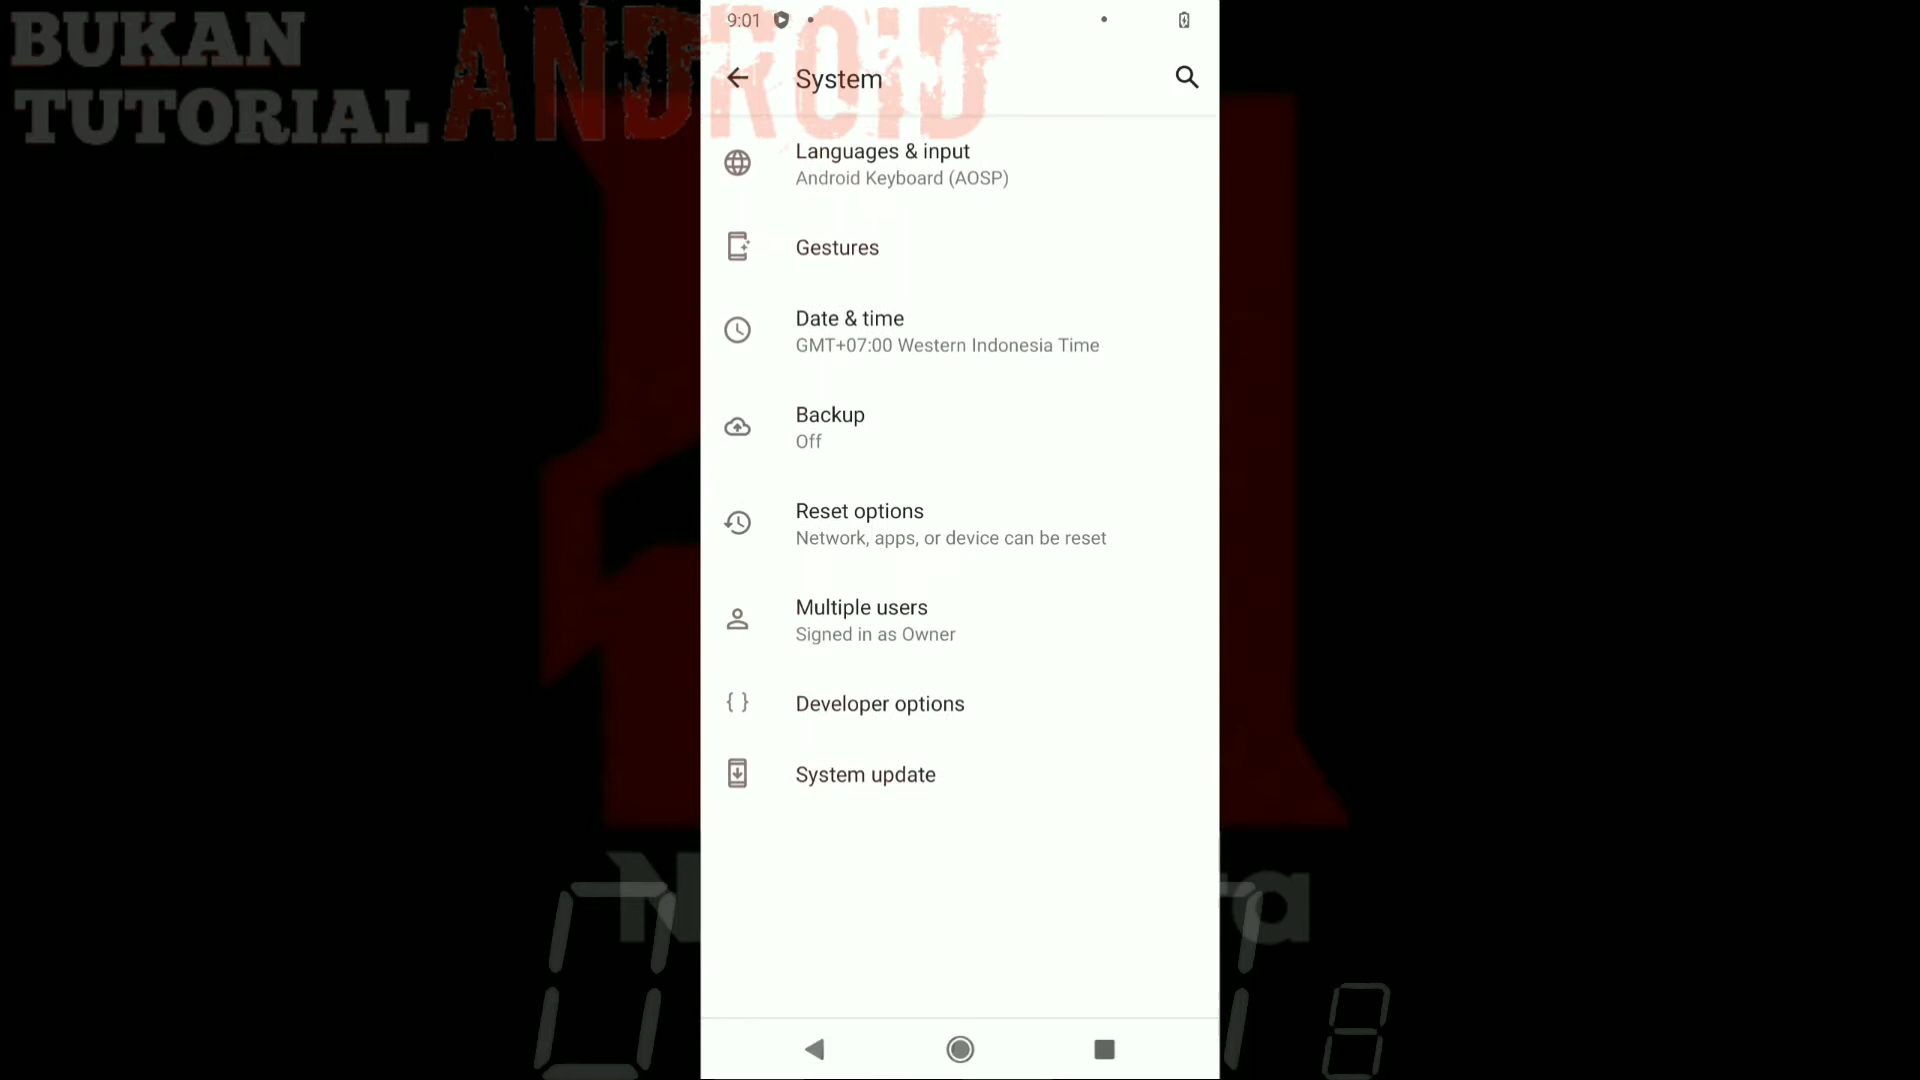 BUKAN
TUTORIAL ANDROID
9:01
System
Languages & input
Android Keyboard (AOSP)
Gestures
Date & time
GMT+07:00 Western Indonesia Time
Backup
Off
Reset options
Network, apps, or device can be reset
Multiple users
Signed in as Owner
{ } Developer options
System update